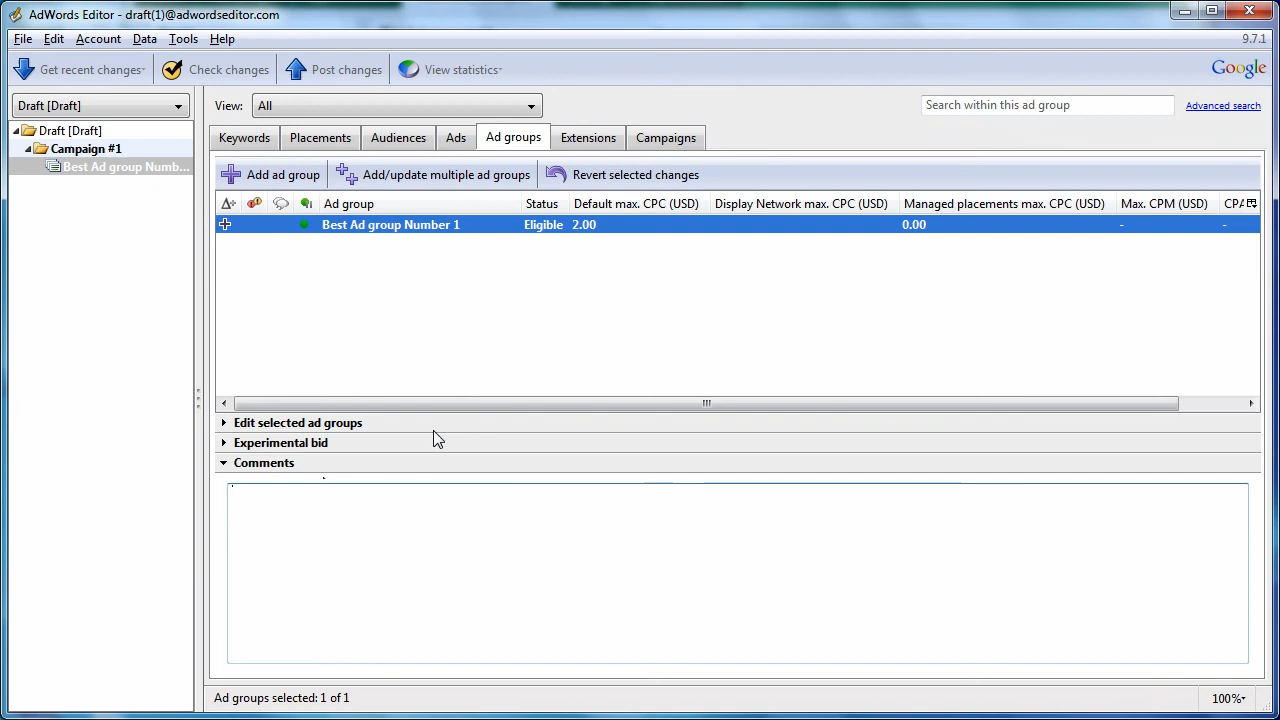 AdWords Editor - draft(1)@adwordseditor.com
File Edit Account Data Tools Help 9.7.1
Get recent changes Check changes Post changes View statistics Google
Draft [Draft] View: All Search within this ad group Advanced search
Draft [Draft]
Campaign #1
Best Ad group Numb...
Keywords Placements Audiences Ads Ad groups Extensions Campaigns
Add ad group Add/update multiple ad groups Revert selected changes
Ad group Status Default max. CPC (USD) Display Network max. CPC (USD) Managed placements max. CPC (USD) Max. CPM (USD) CPA
Best Ad group Number 1 Eligible 2.00 0.00 - -
Edit selected ad groups
Experimental bid
Comments
Ad groups selected: 1 of 1 100%